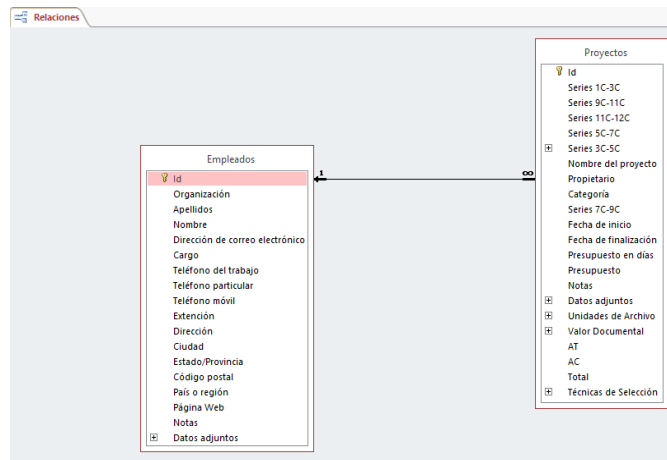 Relaciones
Empleados
Id
Organización
Apellidos
Nombre
Dirección de correo electrónico
Cargo
Teléfono del trabajo
Teléfono particular
Teléfono móvil
Extención
Dirección
Ciudad
Estado/Provincia
Código postal
País o región
Página Web
Notas
Datos adjuntos
1
∞
Proyectos
Id
Series 1C-3C
Series 9C-11C
Series 11C-12C
Series 5C-7C
Series 3C-5C
Nombre del proyecto
Propietario
Categoría
Series 7C-9C
Fecha de inicio
Fecha de finalización
Presupuesto en días
Presupuesto
Notas
Datos adjuntos
Unidades de Archivo
Valor Documental
AT
AC
Total
Técnicas de Selección